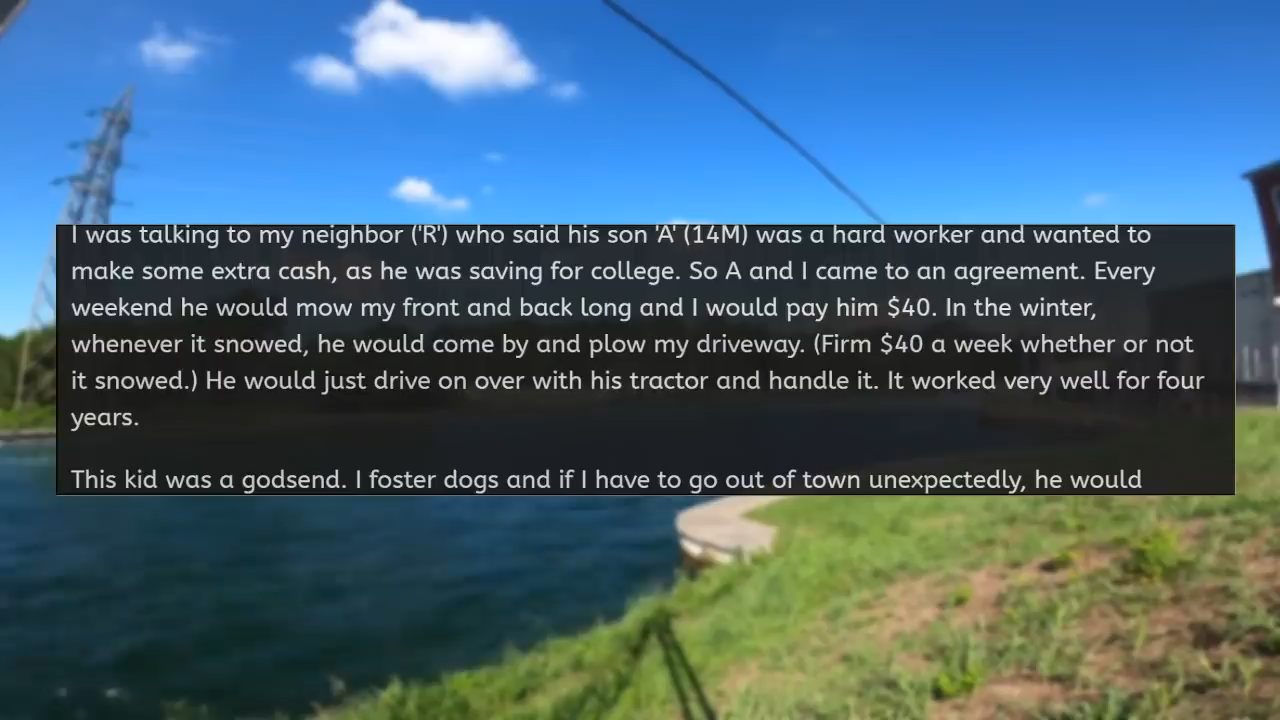 I was talking to my neighbor ('R') who said his son 'A' (14M) was a hard worker and wanted to
make some extra cash, as he was saving for college. So A and I came to an agreement. Every
weekend he would mow my front and back long and I would pay him $40. In the winter,
whenever it snowed, he would come by and plow my driveway. (Firm $40 a week whether or not
it snowed.) He would just drive on over with his tractor and handle it. It worked very well for four
years.
This kid was a godsend. I foster dogs and if I have to go out of town unexpectedly, he would